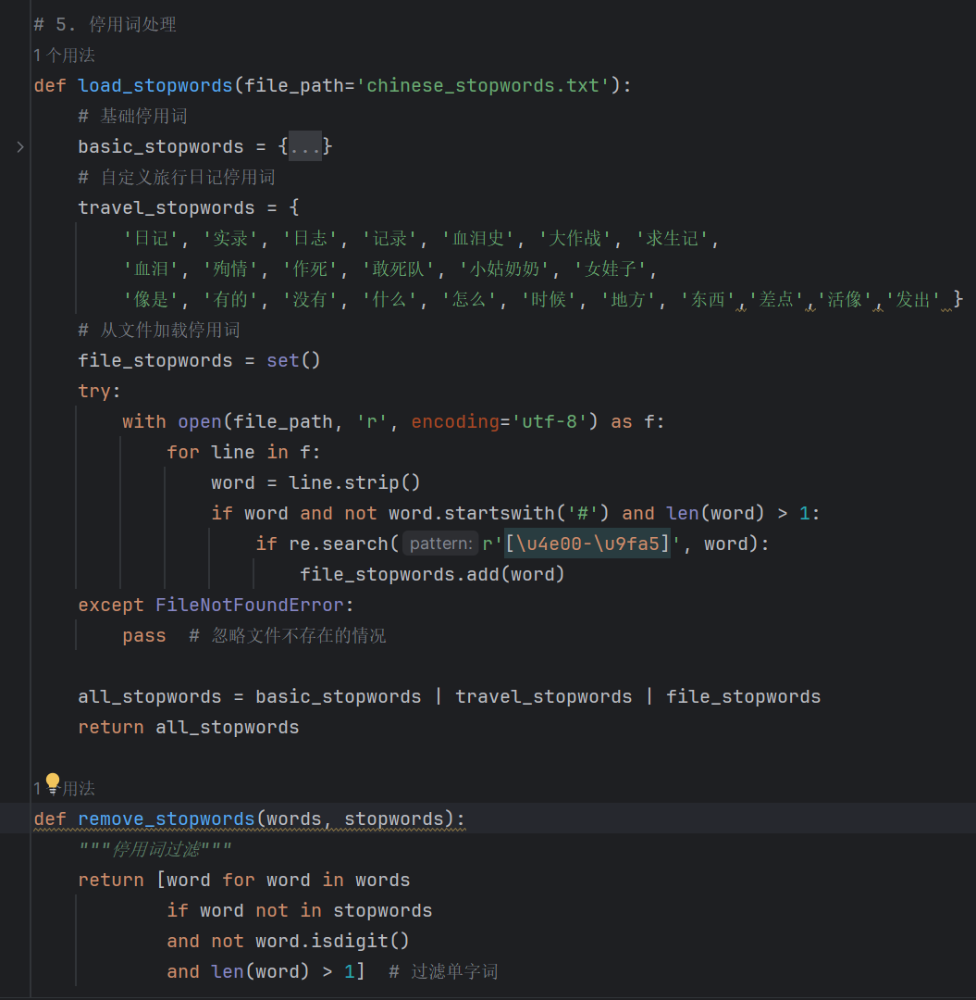 # 5. 停用词处理
1 个用法
def load_stopwords(file_path='chinese_stopwords.txt'):
    # 基础停用词
    basic_stopwords = {...}
    # 自定义旅行日记停用词
    travel_stopwords = {
        '日记', '实录', '日志', '记录', '血泪史', '大作战', '求生记',
        '血泪', '殉情', '作死', '敢死队', '小姑奶奶', '女娃子',
        '像是', '有的', '没有', '什么', '怎么', '时候', '地方', '东西','差点','活像','发出' }
    # 从文件加载停用词
    file_stopwords = set()
    try:
        with open(file_path, 'r', encoding='utf-8') as f:
            for line in f:
                word = line.strip()
                if word and not word.startswith('#') and len(word) > 1:
                    if re.search( pattern: r'[\u4e00-\u9fa5]', word):
                        file_stopwords.add(word)
    except FileNotFoundError:
        pass  # 忽略文件不存在的情况
    all_stopwords = basic_stopwords | travel_stopwords | file_stopwords
    return all_stopwords
1 用法
def remove_stopwords(words, stopwords):
    """停用词过滤"""
    return [word for word in words
            if word not in stopwords
            and not word.isdigit()
            and len(word) > 1]  # 过滤单字词